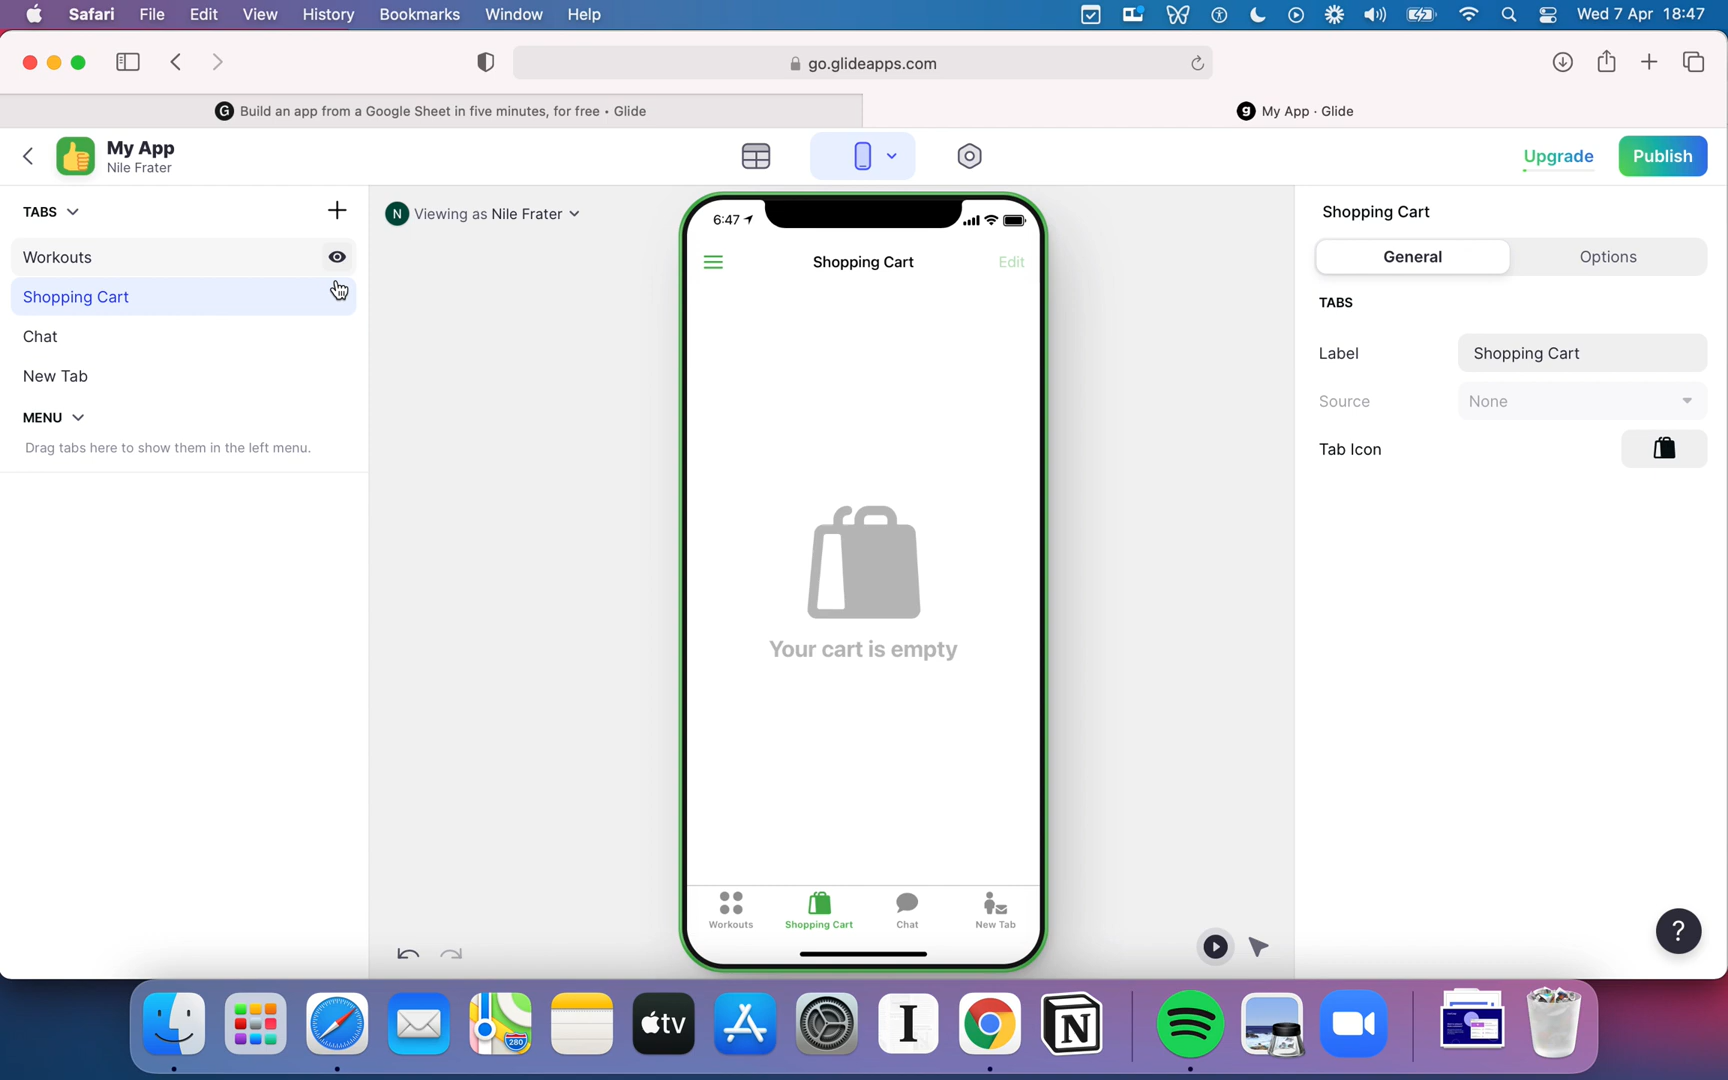 Safari File Edit View History Bookmarks Window Help Wed 7 Apr 18:47
go.glideapps.com
G Build an app from a Google Sheet in five minutes, for free • Glide
g My App · Glide
My App
Nile Frater
Upgrade
Publish
TABS
Workouts
Shopping Cart
Chat
New Tab
MENU
Drag tabs here to show them in the left menu.
N Viewing as Nile Frater
6:47
Shopping Cart Edit
Your cart is empty
Workouts Shopping Cart Chat New Tab
Shopping Cart
General Options
TABS
Label Shopping Cart
Source None
Tab Icon
?
280
tv
I
N